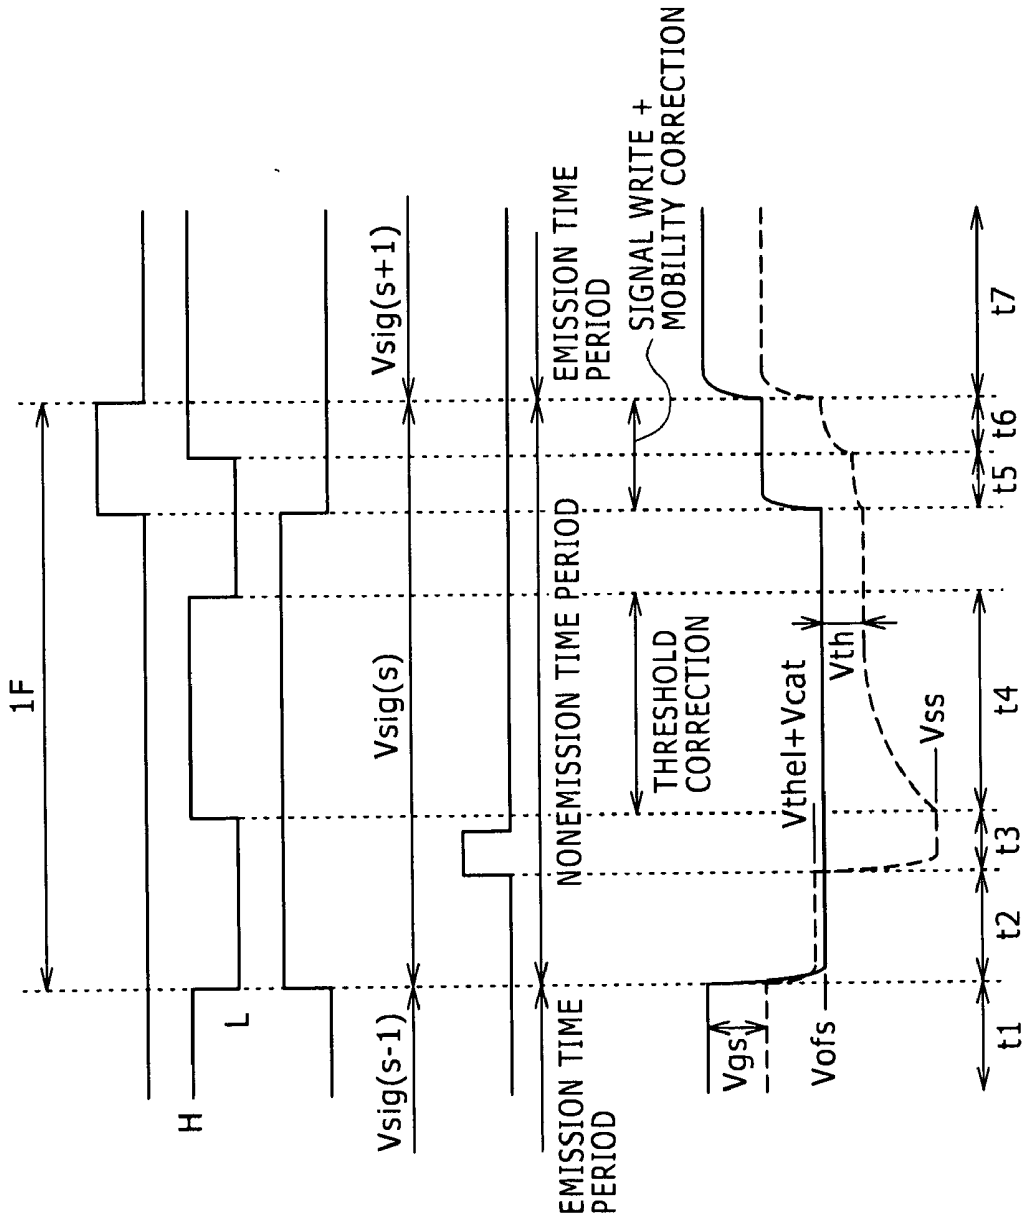 1F
H
L
Vsig(s-1)
Vsig(s)
Vsig(s+1)
EMISSION TIME
PERIOD
NONEMISSION TIME PERIOD
EMISSION TIME
PERIOD
THRESHOLD
CORRECTION
SIGNAL WRITE +
MOBILITY CORRECTION
Vgs
Vofs
Vthel+Vcat
Vth
Vss
t1
t2
t3
t4
t5
t6
t7